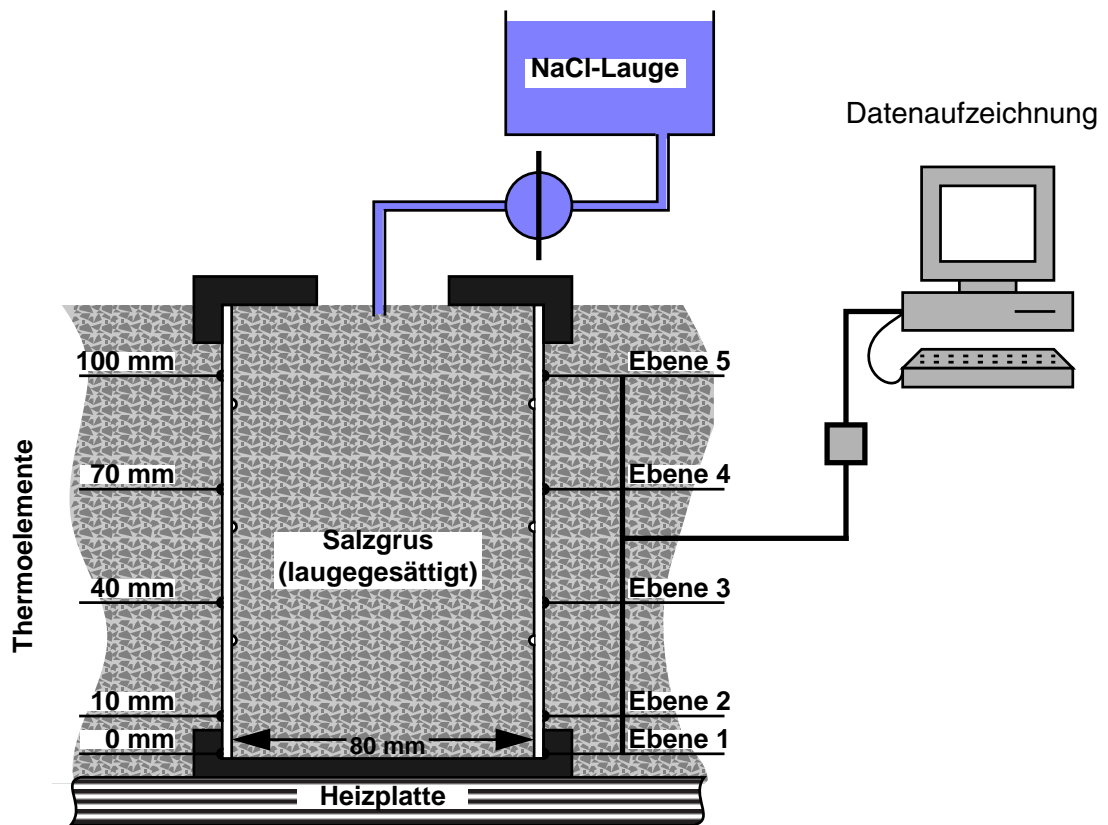 NaCl-Lauge
Datenaufzeichnung
Thermoelemente
100 mm
Ebene 5
70 mm
Ebene 4
Salzgrus
(laugegesättigt)
40 mm
Ebene 3
10 mm
Ebene 2
0 mm
80 mm
Ebene 1
Heizplatte